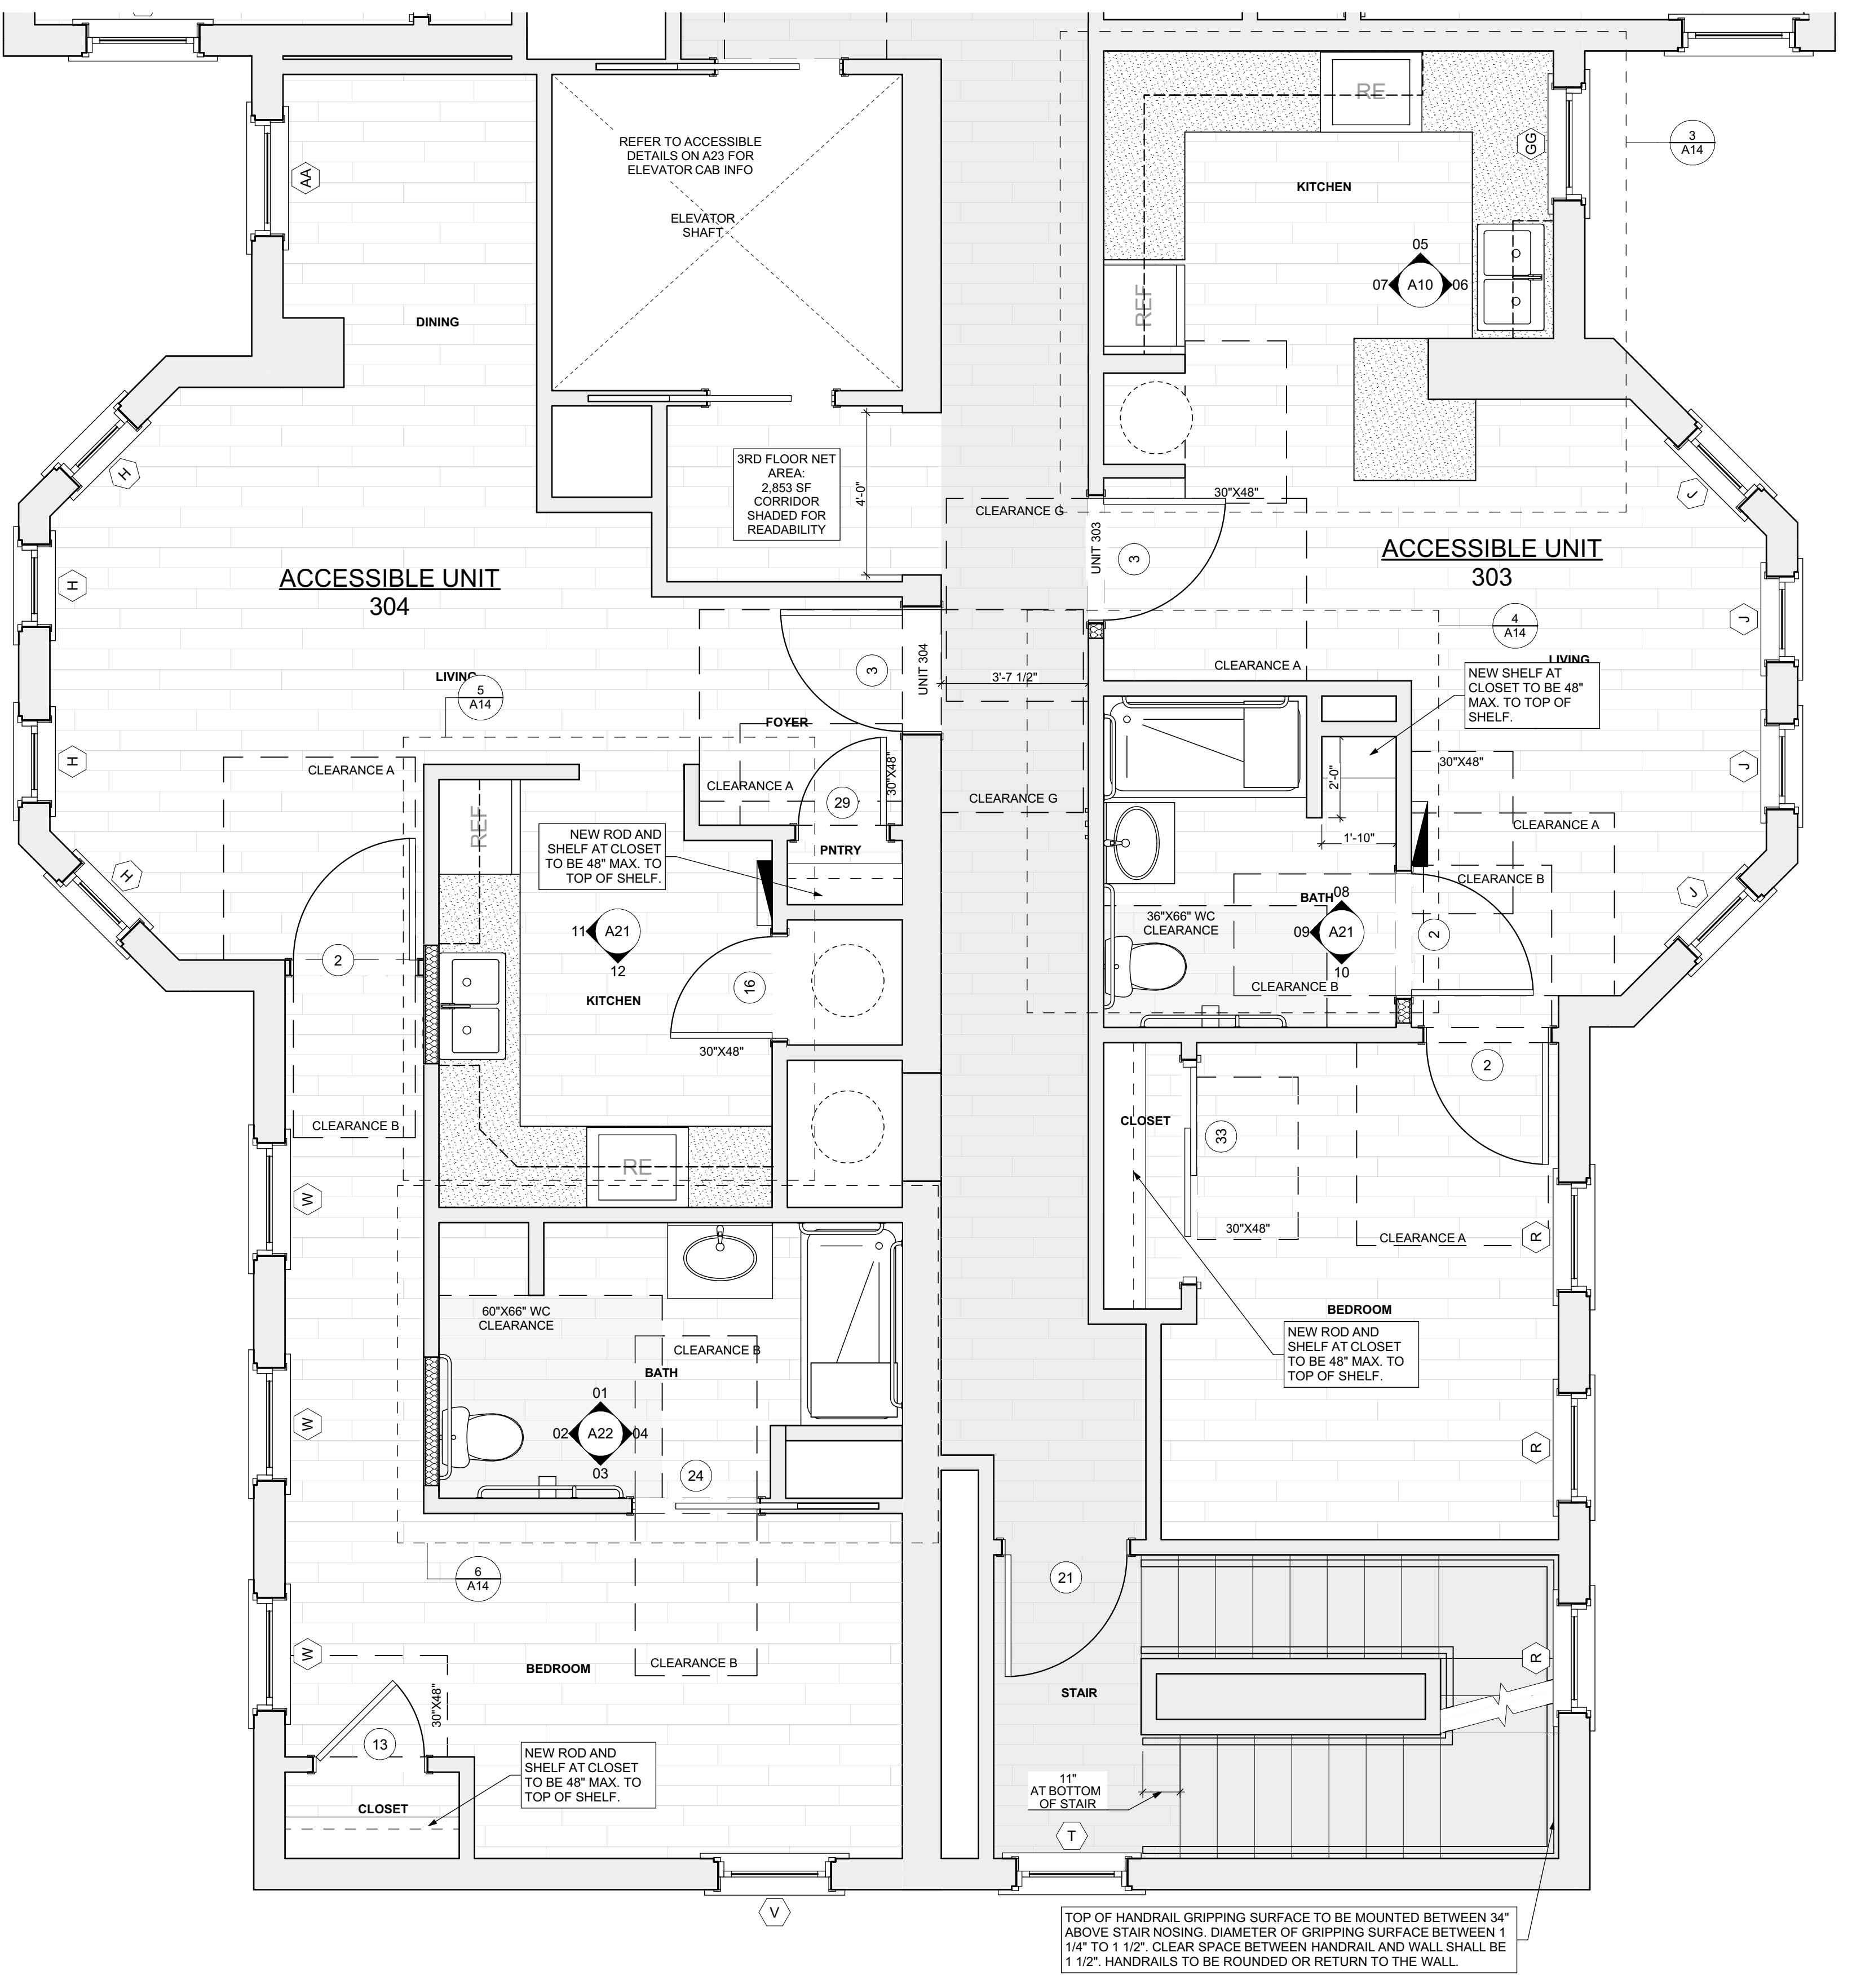 REFER TO ACCESSIBLE
DETAILS ON A23 FOR
ELEVATOR CAB INFO
ELEVATOR
SHAFT
AA
DINING
RE
KITCHEN
GG
3
A14
05
07
A10
06
REF
H
3RD FLOOR NET
AREA:
2,853 SF
CORRIDOR
SHADED FOR
READABILITY
4'-0"
30"X48"
CLEARANCE G
UNIT 303
3
J
ACCESSIBLE UNIT
303
ACCESSIBLE UNIT
304
H
J
4
A14
UNIT 304
3
CLEARANCE A
LIVING
LIVING
5
A14
3'-7 1/2"
NEW SHELF AT
CLOSET TO BE 48"
MAX. TO TOP OF
SHELF.
FOYER
H
CLEARANCE A
CLEARANCE A
30"X48"
29
CLEARANCE G
2'-0"
1'-10"
30"X48"
J
CLEARANCE A
REF
NEW ROD AND
SHELF AT CLOSET
TO BE 48" MAX. TO
TOP OF SHELF.
PNTRY
H
CLEARANCE B
J
08
BATH
36"X66" WC
CLEARANCE
09
A21
10
2
11
A21
12
2
KITCHEN
16
CLEARANCE B
30"X48"
2
CLEARANCE B
CLOSET
33
RE
W
30"X48"
CLEARANCE A
R
60"X66" WC
CLEARANCE
BEDROOM
CLEARANCE B
BATH
NEW ROD AND
SHELF AT CLOSET
TO BE 48" MAX. TO
TOP OF SHELF.
01
02
A22
04
03
W
R
24
6
A14
21
W
CLEARANCE B
BEDROOM
R
STAIR
30"X48"
13
NEW ROD AND
SHELF AT CLOSET
TO BE 48" MAX. TO
TOP OF SHELF.
CLOSET
11"
AT BOTTOM
OF STAIR
T
V
TOP OF HANDRAIL GRIPPING SURFACE TO BE MOUNTED BETWEEN 34"
ABOVE STAIR NOSING. DIAMETER OF GRIPPING SURFACE BETWEEN 1
1/4" TO 1 1/2". CLEAR SPACE BETWEEN HANDRAIL AND WALL SHALL BE
1 1/2". HANDRAILS TO BE ROUNDED OR RETURN TO THE WALL.